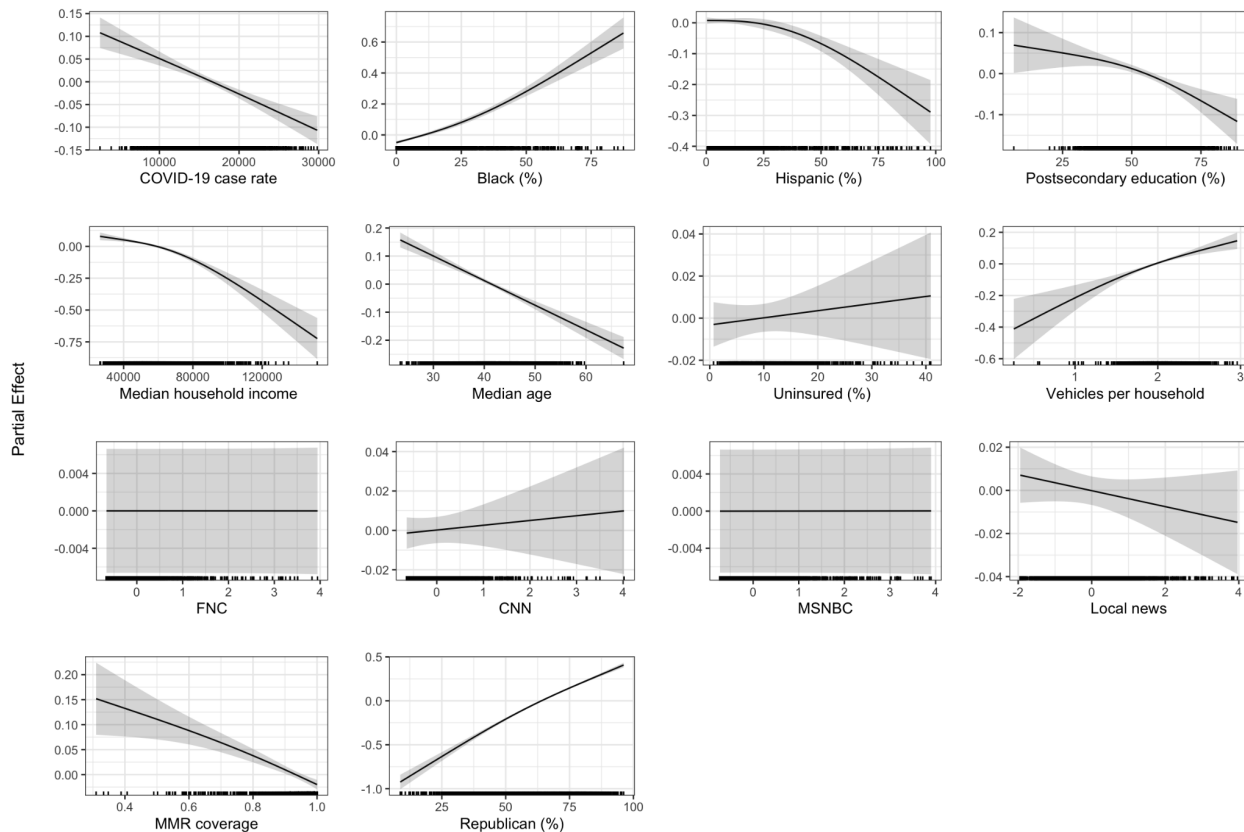 Partial Effect
0.15
0.10
0.05
0.00
-0.05
-0.10
-0.15
10000 20000 30000
COVID-19 case rate
0.6
0.4
0.2
0.0
0 25 50 75
Black (%)
0.0
-0.1
-0.2
-0.3
-0.4
0 25 50 75 100
Hispanic (%)
0.1
0.0
-0.1
25 50 75
Postsecondary education (%)
0.00
-0.25
-0.50
-0.75
40000 80000 120000
Median household income
0.2
0.1
0.0
-0.1
-0.2
30 40 50 60
Median age
0.04
0.02
0.00
-0.02
0 10 20 30 40
Uninsured (%)
0.2
0.0
-0.2
-0.4
-0.6
1 2 3
Vehicles per household
0.004
0.000
-0.004
0 1 2 3 4
FNC
0.04
0.02
0.00
-0.02
0 1 2 3 4
CNN
0.004
0.000
-0.004
0 1 2 3 4
MSNBC
0.02
0.00
-0.02
-0.04
-2 0 2 4
Local news
0.20
0.15
0.10
0.05
0.00
0.4 0.6 0.8 1.0
MMR coverage
0.5
0.0
-0.5
-1.0
25 50 75 100
Republican (%)